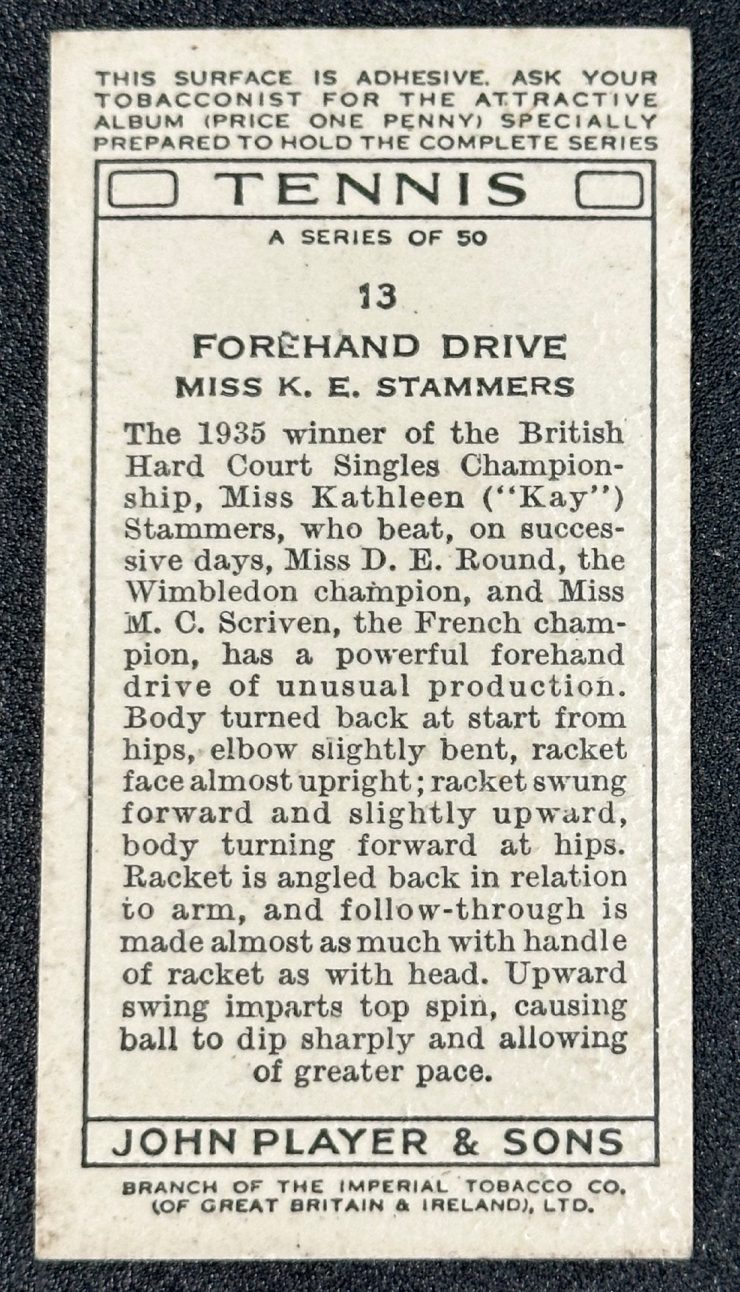 THIS SURFACE IS ADHESIVE. ASK YOUR
TOBACCONIST FOR THE ATTRACTIVE
ALBUM (PRICE ONE PENNY) SPECIALLY
PREPARED TO HOLD THE COMPLETE SERIES
TENNIS
A SERIES OF 50
13
FOREHAND DRIVE
MISS K. E. STAMMERS
The 1935 winner of the British
Hard Court Singles Champion-
ship, Miss Kathleen ("Kay")
Stammers, who beat, on succes-
sive days, Miss D. E. Round, the
Wimbledon champion, and Miss
M. C. Scriven, the French cham-
pion, has a powerful forehand
drive of unusual production.
Body turned back at start from
hips, elbow slightly bent, racket
face almost upright; racket swung
forward and slightly upward,
body turning forward at hips.
Racket is angled back in relation
to arm, and follow-through is
made almost as much with handle
of racket as with head. Upward
swing imparts top spin, causing
ball to dip sharply and allowing
of greater pace.
JOHN PLAYER & SONS
BRANCH OF THE IMPERIAL TOBACCO CO.
(OF GREAT BRITAIN & IRELAND), LTD.